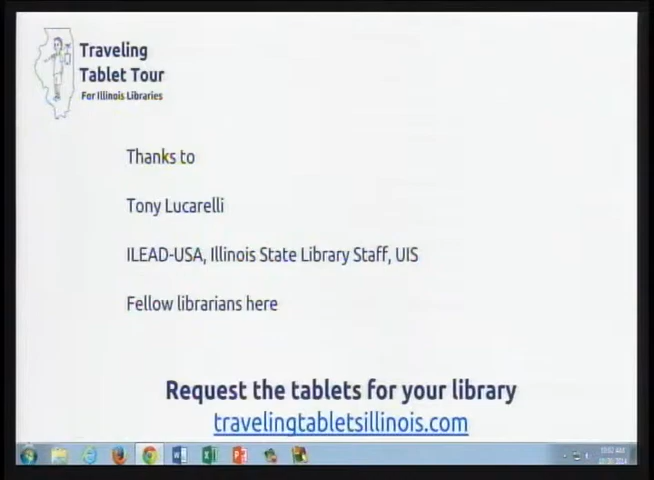 Traveling
Tablet Tour
For Illinois Libraries
Thanks to
Tony Lucarelli
ILEAD-USA, Illinois State Library Staff, UIS
Fellow librarians here
Request the tablets for your library
travelingtabletsillinois.com